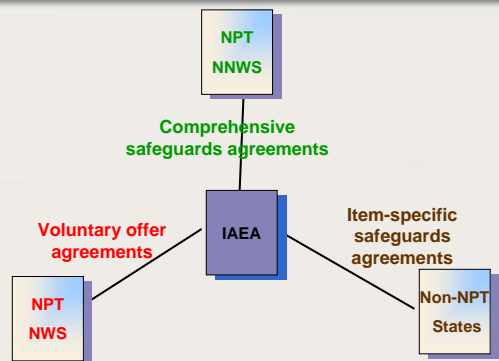 NPT
NNWS
Comprehensive
safeguards agreements
IAEA
Voluntary offer
agreements
Item-specific
safeguards
agreements
NPT
NWS
Non-NPT
States